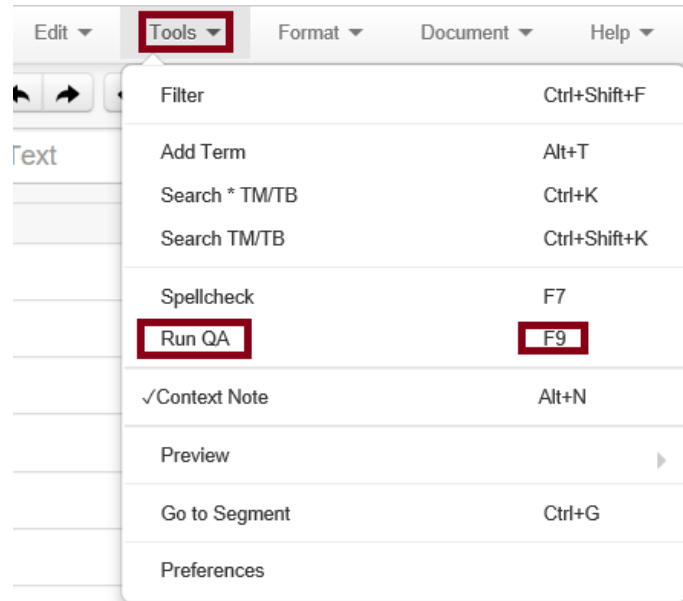 Edit Tools Format Document Help
Text
Filter Ctrl+Shift+F
Add Term Alt+T
Search * TM/TB Ctrl+K
Search TM/TB Ctrl+Shift+K
Spellcheck F7
Run QA F9
✓Context Note Alt+N
Preview
Go to Segment Ctrl+G
Preferences